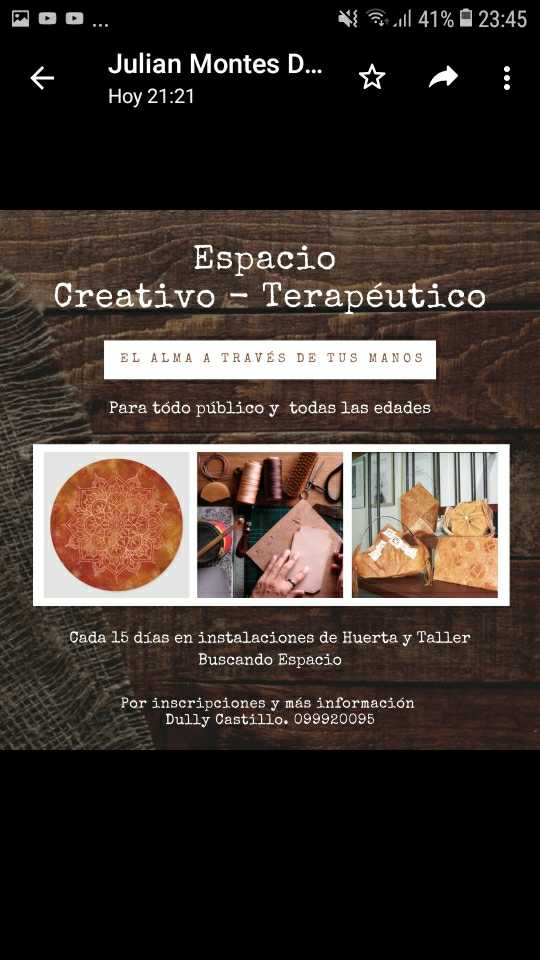 ... 41% 23:45
Julian Montes D...
Hoy 21:21
Espacio
Creativo - Terapéutico
EL ALMA A TRAVÉS DE TUS MANOS
Para tódo público y todas las edades
Cada 15 días en instalaciones de Huerta y Taller
Buscando Espacio
Por inscripciones y más información
Dully Castillo. 099920095